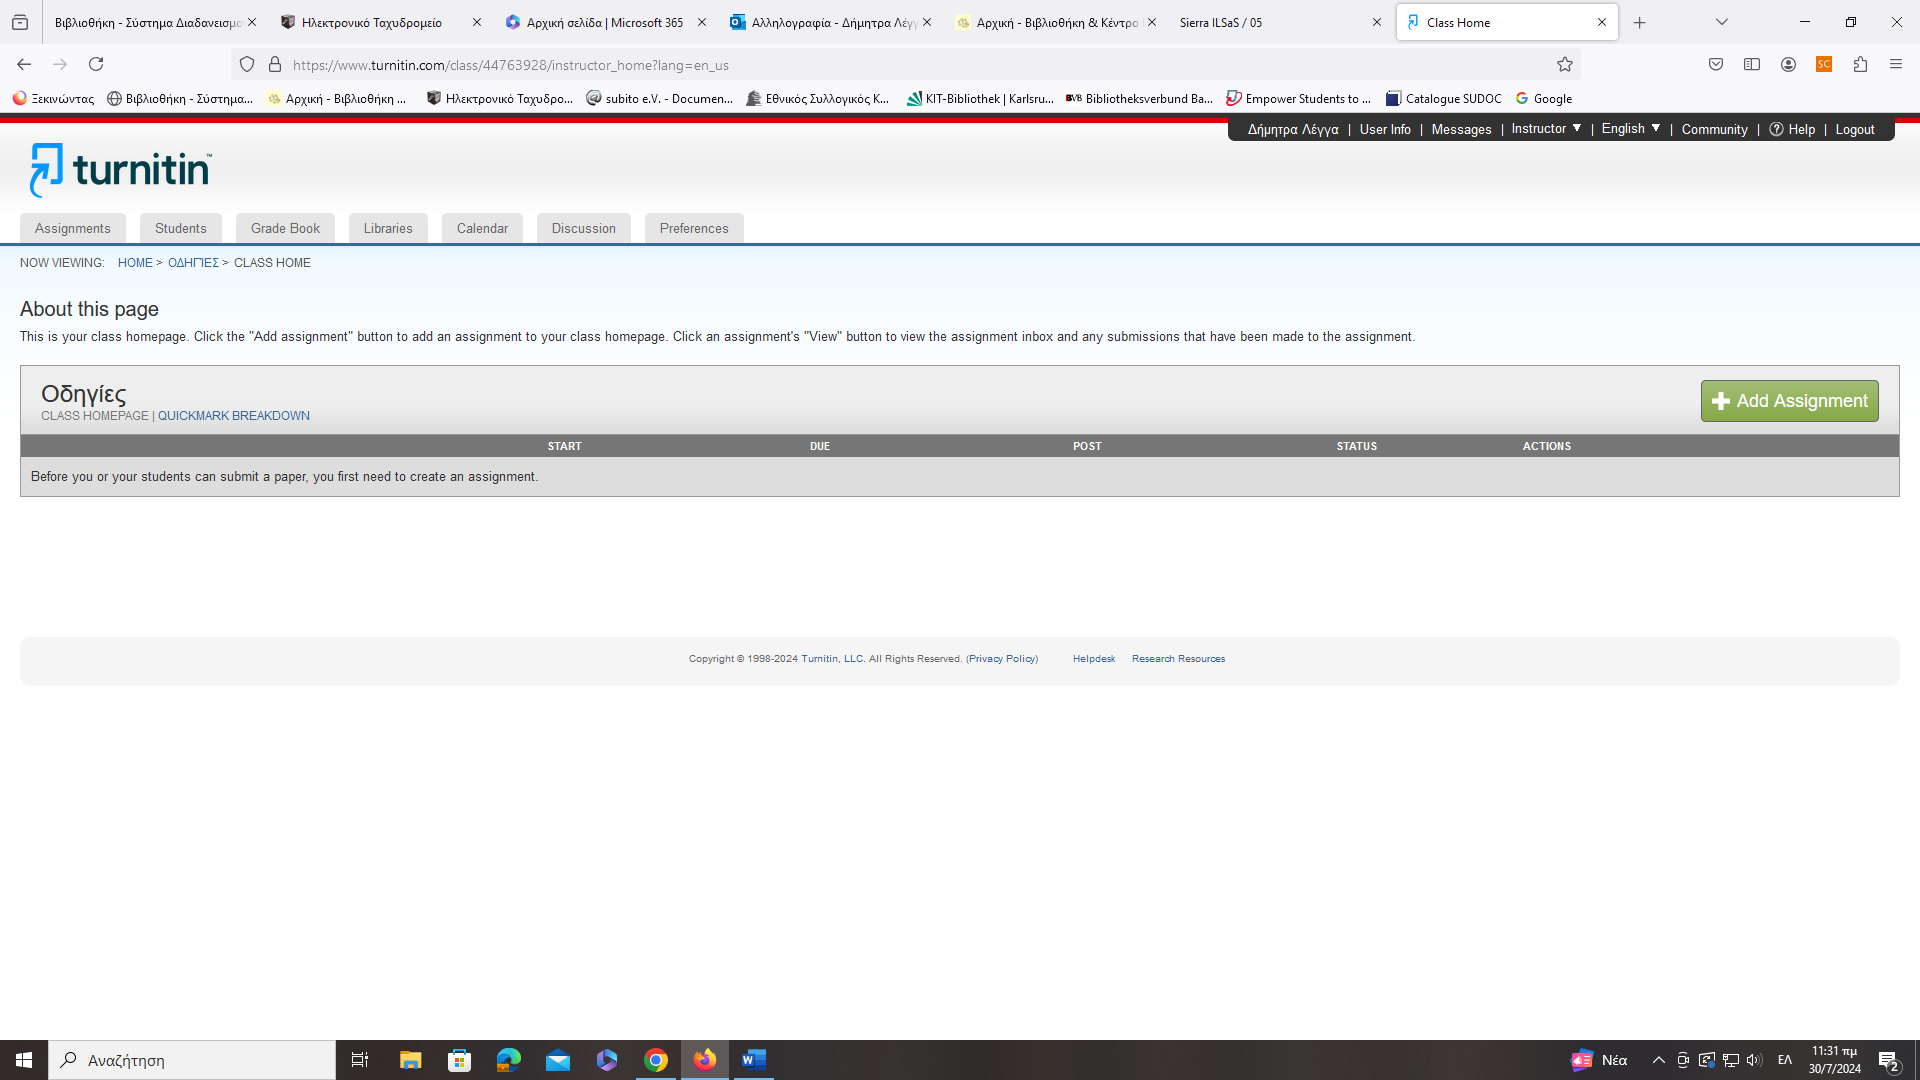 Βιβλιοθήκη - Σύστημα Διαδανεισμο
Ηλεκτρονικό Ταχυδρομείο
Αρχική σελίδα | Microsoft 365
Αλληλογραφία - Δήμητρα Λέγγ
Αρχική - Βιβλιοθήκη & Κέντρο
Sierra ILSaS / 05
Class Home
https://www.turnitin.com/class/44763928/instructor_home?lang=en_us
SC
Ξεκινώντας
Βιβλιοθήκη - Σύστημα...
Αρχική - Βιβλιοθήκη ...
Ηλεκτρονικό Ταχυδρο...
subito e.V. - Documen...
Εθνικός Συλλογικός Κ...
KIT-Bibliothek | Karlsru...
BVB Bibliotheksverbund Ba...
Empower Students to ...
Catalogue SUDOC
Google
Δήμητρα Λέγγα | User Info | Messages | Instructor ▼ | English ▼ | Community | ? Help | Logout
turnitin™
Assignments
Students
Grade Book
Libraries
Calendar
Discussion
Preferences
NOW VIEWING: HOME > ΟΔΗΓΊΕΣ > CLASS HOME
About this page
This is your class homepage. Click the "Add assignment" button to add an assignment to your class homepage. Click an assignment's "View" button to view the assignment inbox and any submissions that have been made to the assignment.
Οδηγίες
CLASS HOMEPAGE | QUICKMARK BREAKDOWN
Add Assignment
START DUE POST STATUS ACTIONS
Before you or your students can submit a paper, you first need to create an assignment.
Copyright © 1998-2024 Turnitin, LLC. All Rights Reserved. (Privacy Policy) Helpdesk Research Resources
Αναζήτηση
Νέα
ΕΛ
11:31 πμ
30/7/2024
2